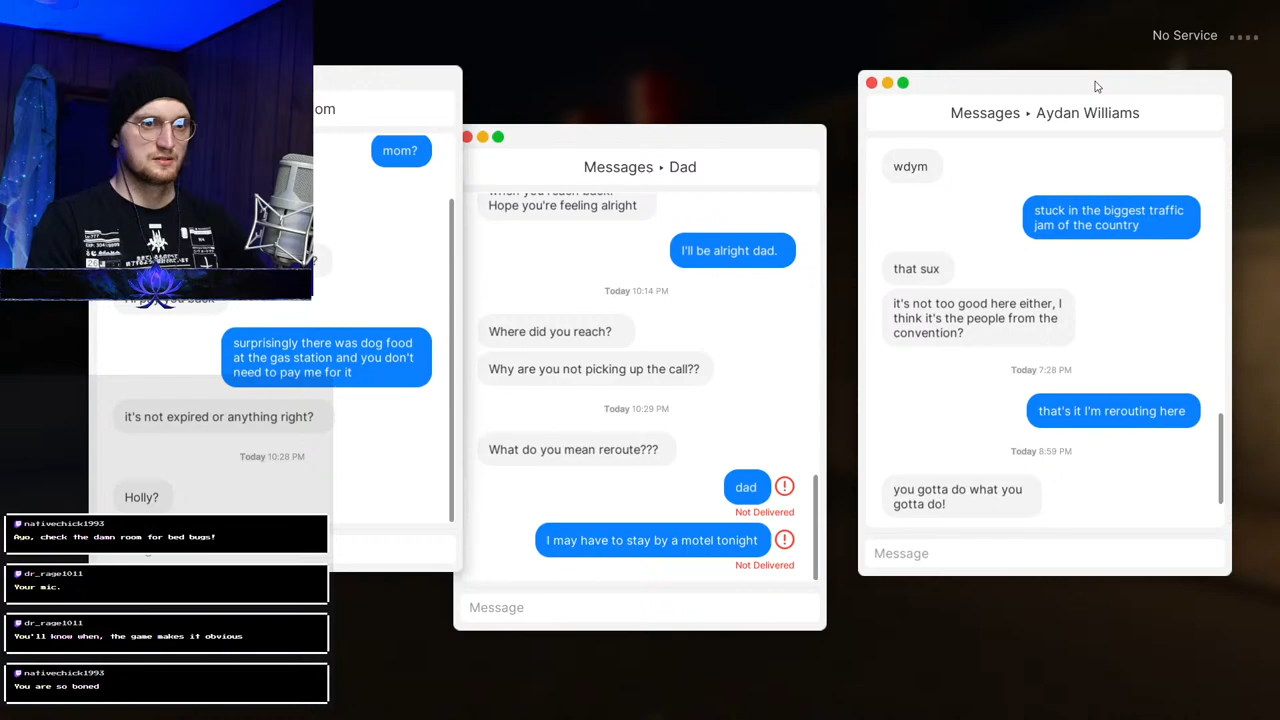 No Service
om
mom?
?
surprisingly there was dog food
at the gas station and you don't
need to pay me for it
it's not expired or anything right?
Today 10:28 PM
Holly?
Messages ▸ Dad
Hope you're feeling alright
I'll be alright dad.
Today 10:14 PM
Where did you reach?
Why are you not picking up the call??
Today 10:29 PM
What do you mean reroute???
dad
Not Delivered
I may have to stay by a motel tonight
Not Delivered
Message
Messages ▸ Aydan Williams
wdym
stuck in the biggest traffic
jam of the country
that sux
it's not too good here either, I
think it's the people from the
convention?
Today 7:28 PM
that's it I'm rerouting here
Today 8:59 PM
you gotta do what you
gotta do!
Message
nativechick1993
Ayo, check the damn room for bed bugs!
dr_rage1011
Your mic.
dr_rage1011
You'll know when, the game makes it obvious
nativechick1993
You are so boned